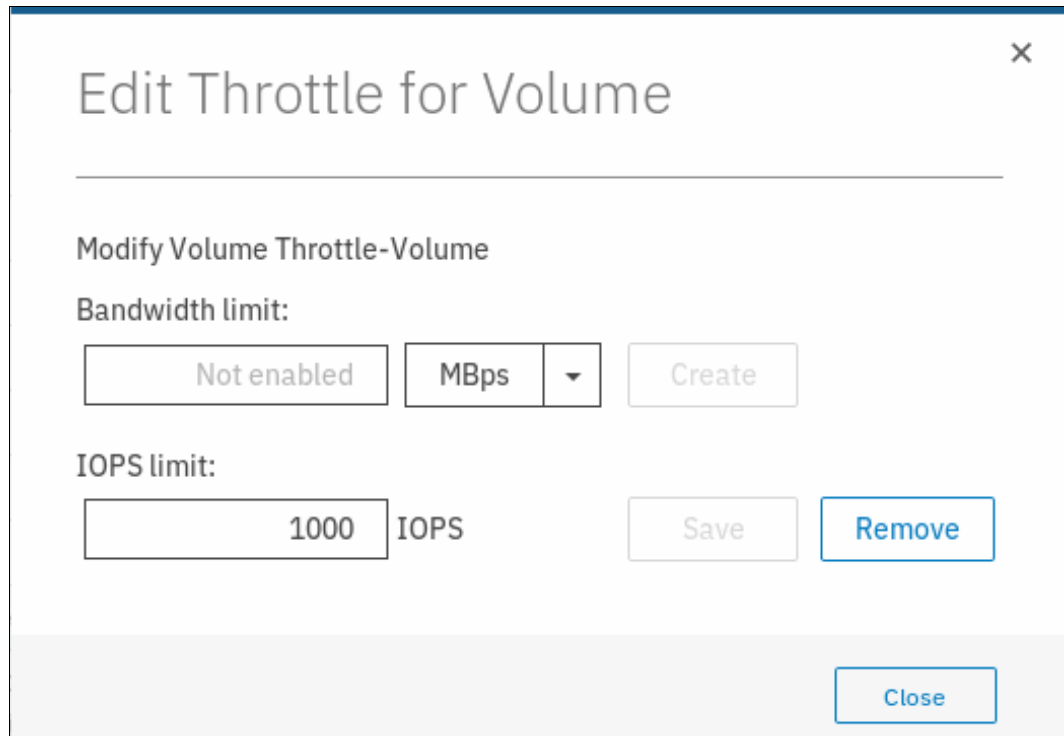 ×
Edit Throttle for Volume
Modify Volume Throttle-Volume
Bandwidth limit:
Not enabled MBps Create
IOPS limit:
1000 IOPS Save Remove
Close